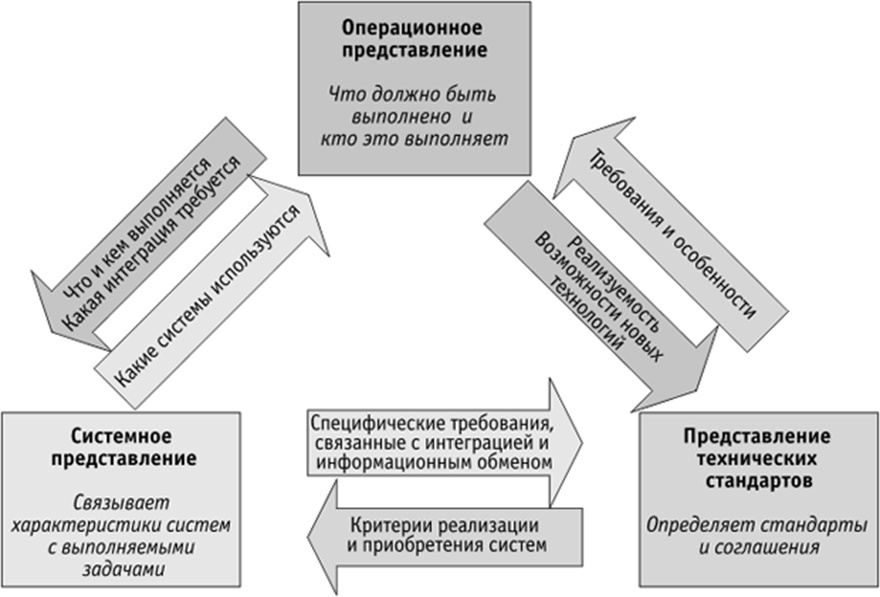 Операционное
представление
Что должно быть
выполнено и
кто это выполняет
Что и кем выполняется
Какая интеграция требуется
Какие системы используются
Требования и особенности
Реализуемость
Возможности новых
технологий
Системное
представление
Связывает
характеристики систем
с выполняемыми
задачами
Специфические требования,
связанные с интеграцией и
информационным обменом
Критерии реализации
и приобретения систем
Представление
технических
стандартов
Определяет стандарты
и соглашения